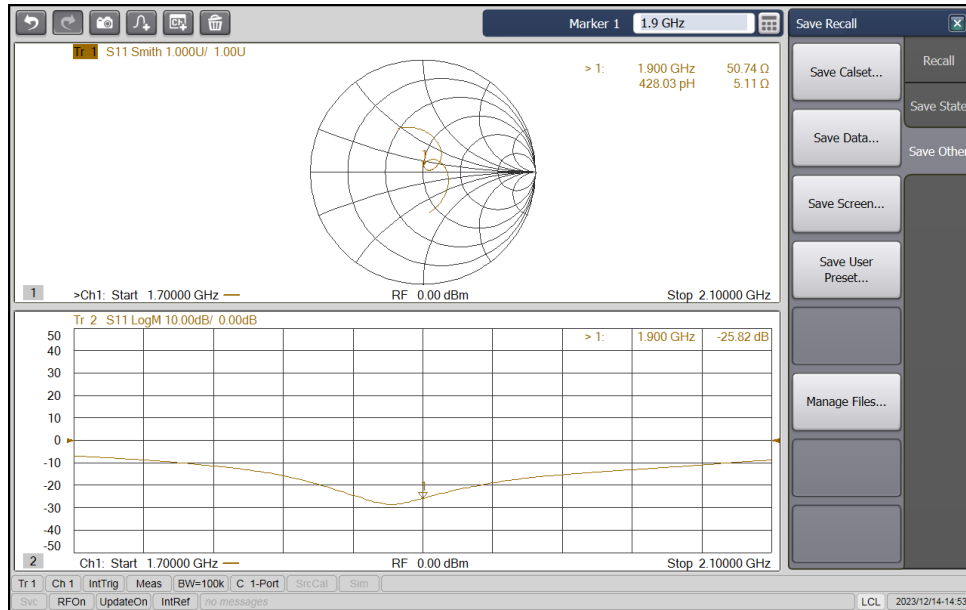 Marker 1 1.9 GHz
Save Recall X
Tr 1 S11 Smith 1.000U/ 1.00U
> 1: 1.900 GHz 50.74 Ω
428.03 pH 5.11 Ω
1
1 >Ch1: Start 1.70000 GHz — RF 0.00 dBm Stop 2.10000 GHz
Tr 2 S11 LogM 10.00dB/ 0.00dB
> 1: 1.900 GHz -25.82 dB
50
40
30
20
10
0
-10
-20
-30
-40
-50
1
2 Ch1: Start 1.70000 GHz — RF 0.00 dBm Stop 2.10000 GHz
Save Calset...
Save Data...
Save Screen...
Save User
Preset...
Manage Files...
Recall
Save State
Save Other
Tr 1 Ch 1 IntTrig Meas BW=100k C 1-Port SrcCal Sim
Svc RFOn UpdateOn IntRef no messages LCL 2023/12/14-14:53